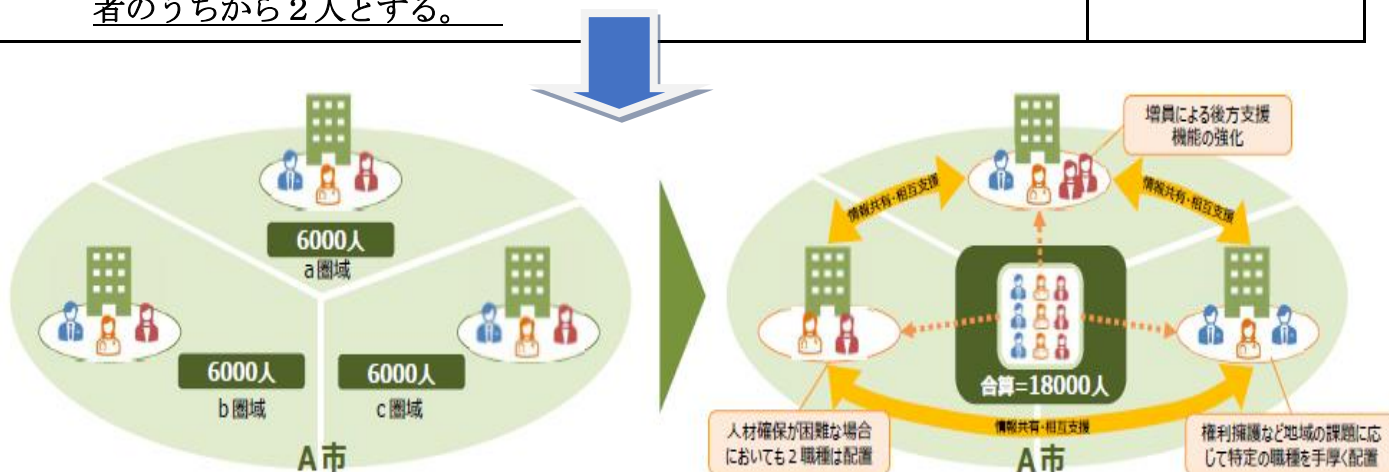 者のうちから２人とする。
6000人
a圏域
6000人
b圏域
6000人
c圏域
A市
増員による後方支援
機能の強化
情報共有・相互支援
情報共有・相互支援
合算=18000人
情報共有・相互支援
人材確保が困難な場合
においても２職種は配置
権利擁護など地域の課題に応
じて特定の職種を手厚く配置
A市